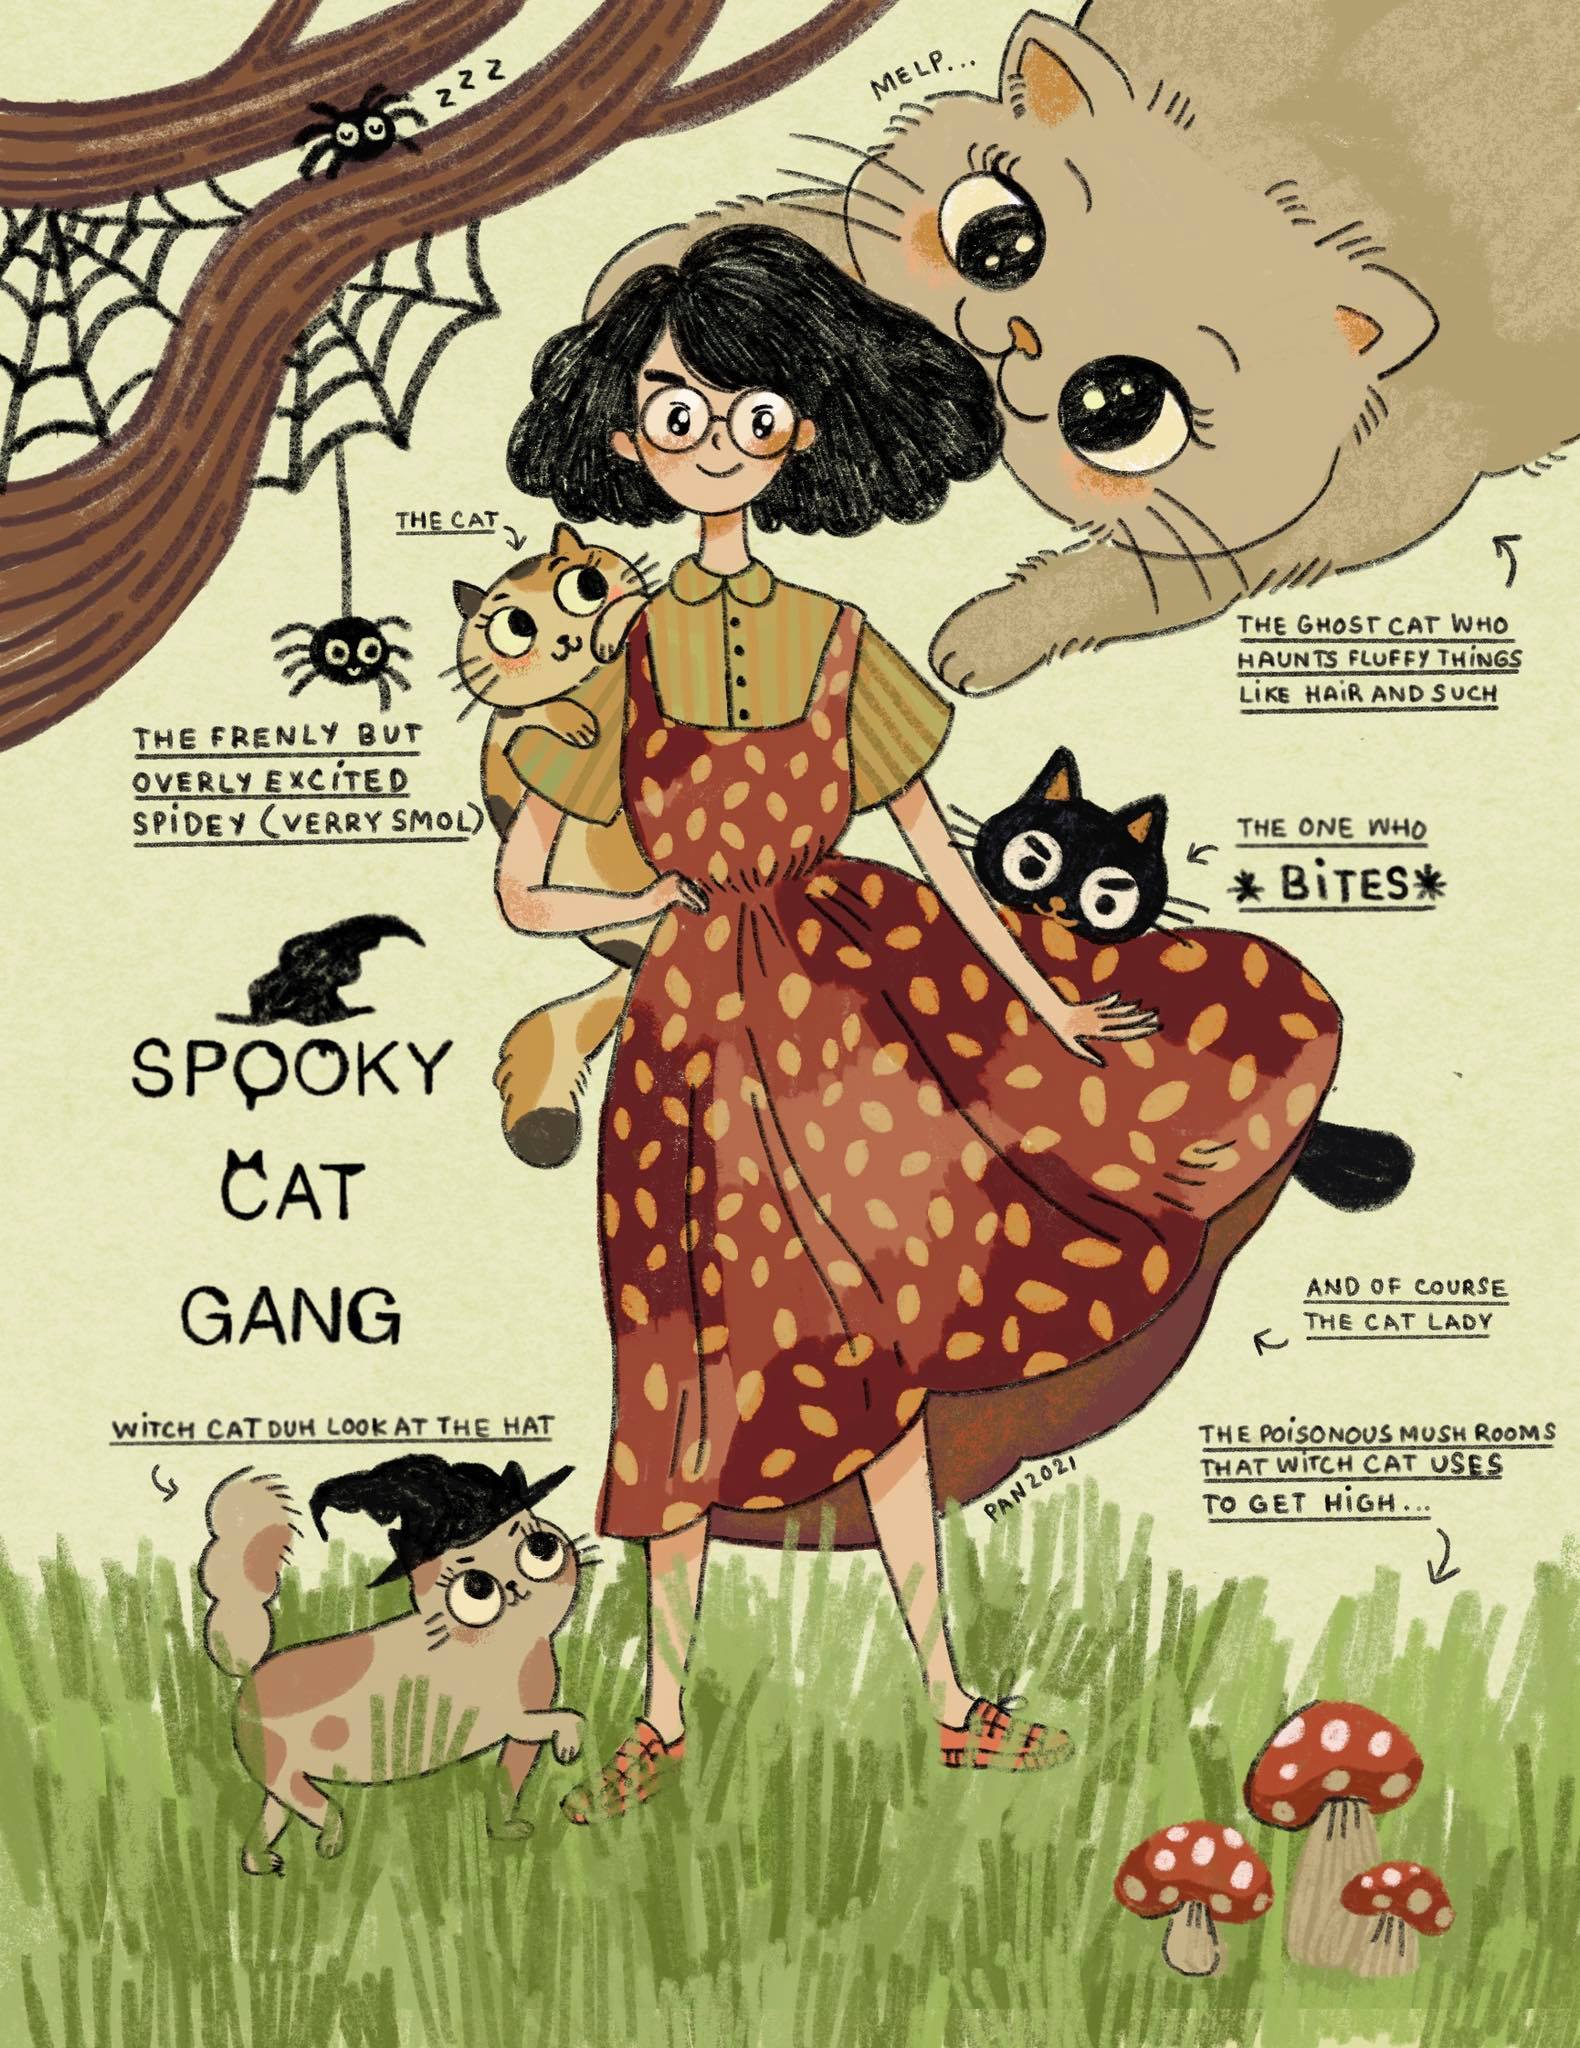 zzz
MELP...
THE CAT
THE GHOST CAT WHO
HAUNTS FLUFFY THINGS
LIKE HAIR AND SUCH
THE FRENLY BUT
OVERLY EXCITED
SPIDEY (VERRY SMOL)
THE ONE WHO
* BITES *
SPOOKY
CAT
GANG
AND OF COURSE
THE CAT LADY
WITCH CAT DUH LOOK AT THE HAT
THE POISONOUS MUSHROOMS
THAT WITCH CAT USES
TO GET HIGH...
PAN2021